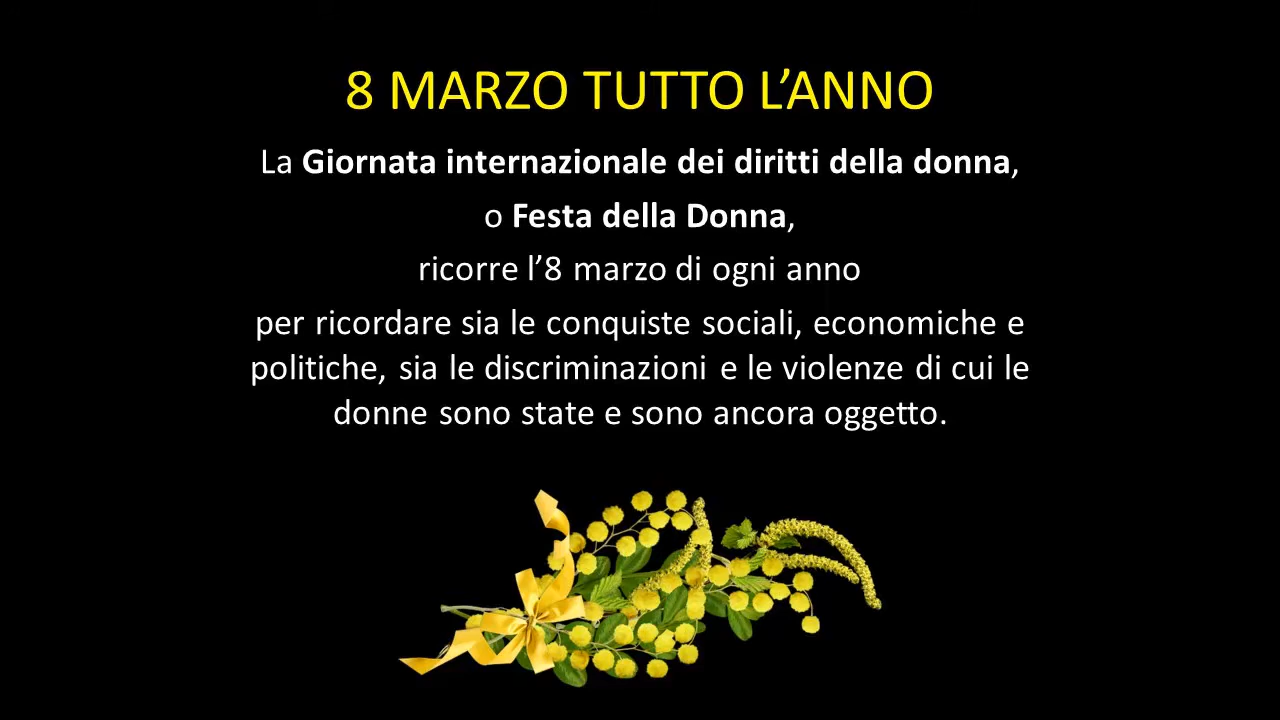 8 MARZO TUTTO L’ANNO
La Giornata internazionale dei diritti della donna,
o Festa della Donna,
ricorre l’8 marzo di ogni anno
per ricordare sia le conquiste sociali, economiche e
politiche, sia le discriminazioni e le violenze di cui le
donne sono state e sono ancora oggetto.